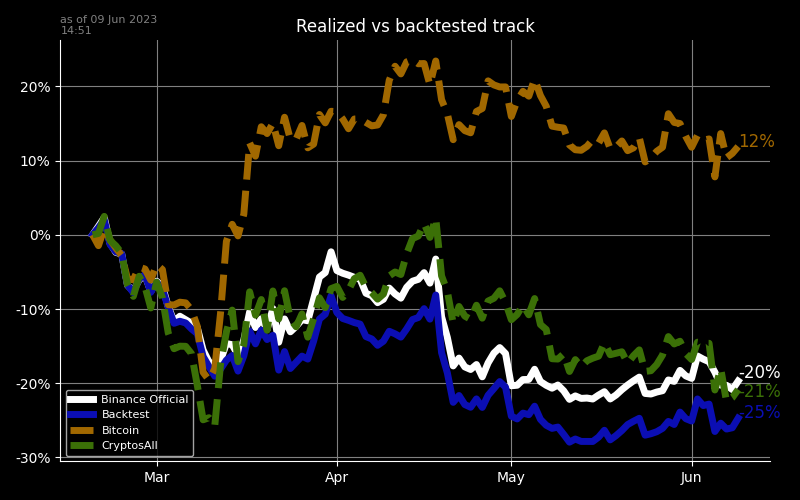 as of 09 Jun 2023
14:51
Realized vs backtested track
20%
10%
0%
-10%
-20%
-30%
12%
-20%
-21%
-25%
Binance Official
Backtest
Bitcoin
CryptosAll
Mar
Apr
May
Jun